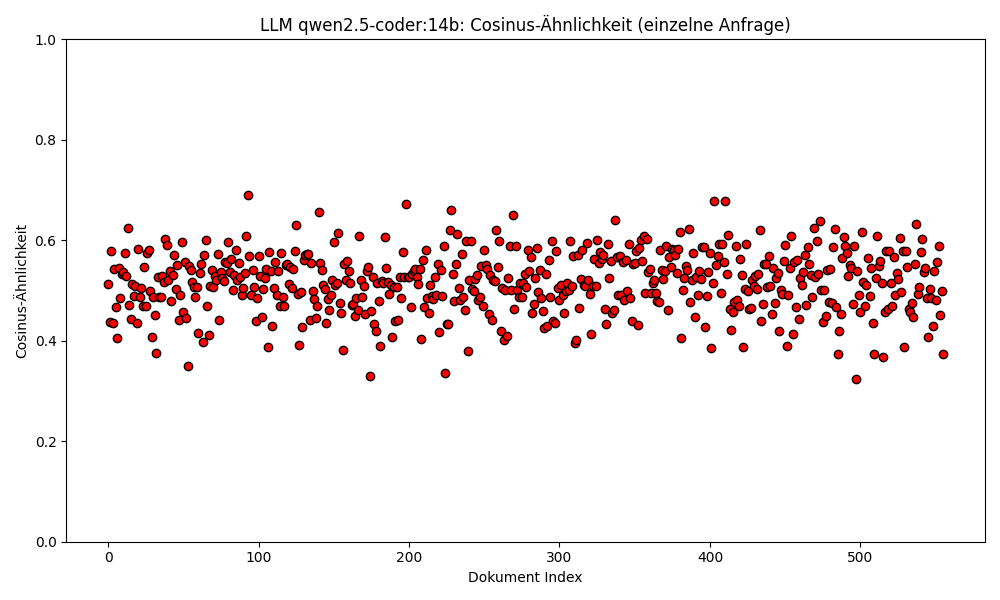 LLM qwen2.5-coder:14b: Cosinus-Ähnlichkeit (einzelne Anfrage)
1.0
0.8
0.6
0.4
0.2
0.0
Cosinus-Ähnlichkeit
0 100 200 300 400 500
Dokument Index